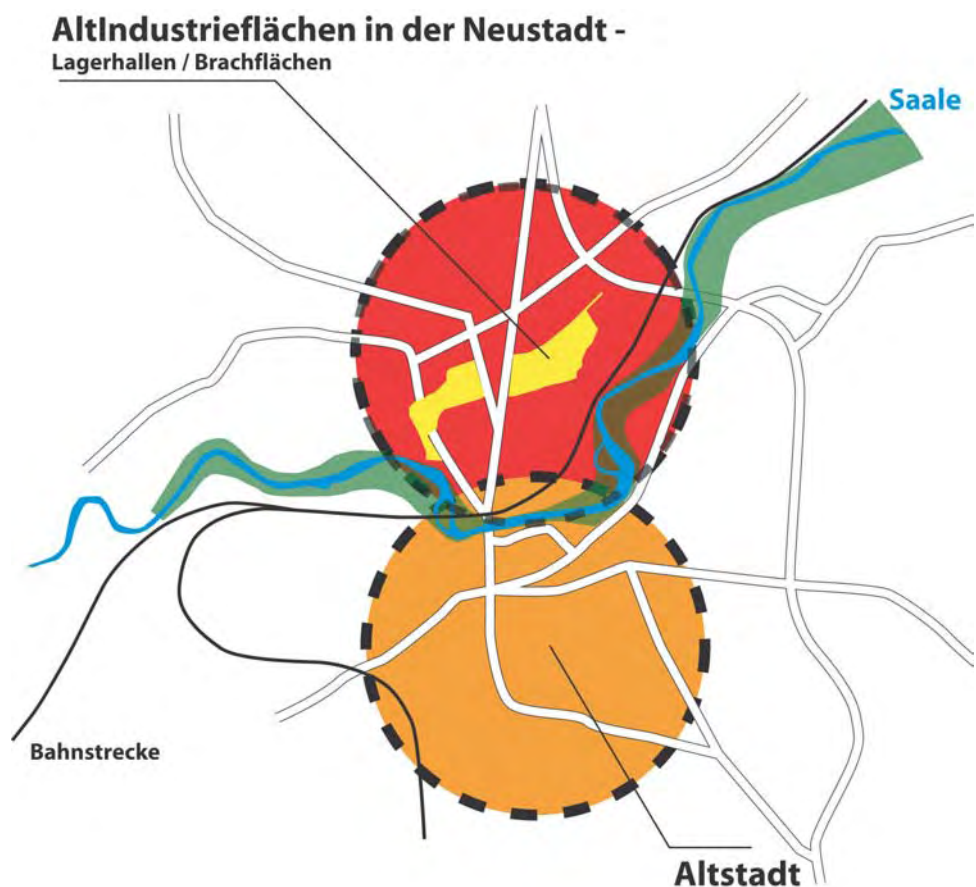 AltIndustrieflächen in der Neustadt -
Lagerhallen / Brachflächen
Saale
Bahnstrecke
Altstadt